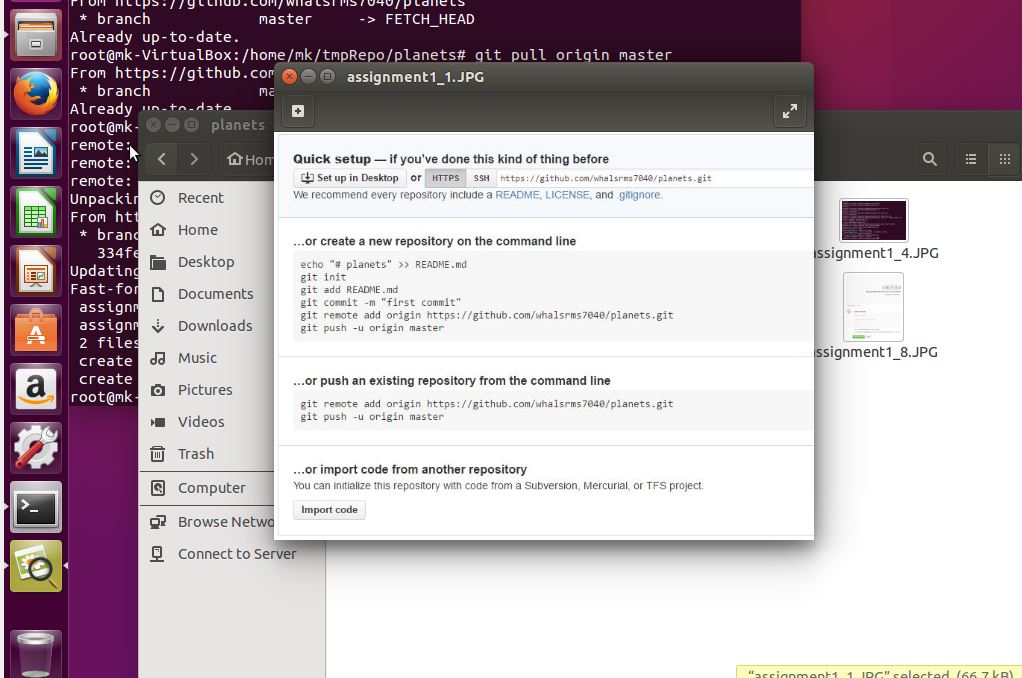 From https://github.com/whalsrms7040/planets
* branch master -> FETCH_HEAD
Already up-to-date.
root@mk-VirtualBox:/home/mk/tmpRepo/planets# git pull origin master
From https://github.com
* branch ma
Already up-to-date
root@mk-
remote:
remote:
remote:
Unpackin
From htt
* branc
334fe
Updating
Fast-for
assignm
assignm
2 files
create
create
root@mk-
planets
Hom
Recent
Home
Desktop
Documents
Downloads
Music
Pictures
Videos
Trash
Computer
Browse Netwo
Connect to Server
assignment1_1.JPG
Quick setup — if you've done this kind of thing before
Set up in Desktop or HTTPS SSH https://github.com/whalsrms7040/planets.git
We recommend every repository include a README, LICENSE, and .gitignore.
...or create a new repository on the command line
echo "# planets" >> README.md
git init
git add README.md
git commit -m "first commit"
git remote add origin https://github.com/whalsrms7040/planets.git
git push -u origin master
...or push an existing repository from the command line
git remote add origin https://github.com/whalsrms7040/planets.git
git push -u origin master
...or import code from another repository
You can initialize this repository with code from a Subversion, Mercurial, or TFS project.
Import code
ssignment1_4.JPG
ssignment1_8.JPG
"assignment1_1.JPG" selected (66.7 kB)